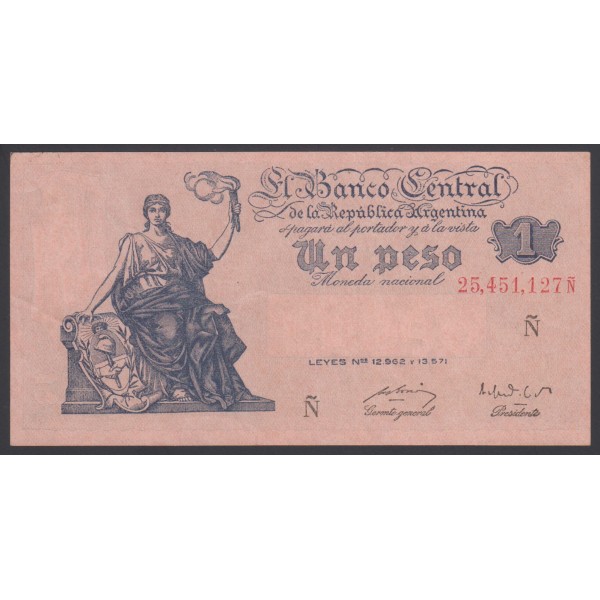 El Banco Central
de la República Argentina
pagará al portador y á la vista
1
Un peso
Moneda nacional
25,451,127 Ñ
Ñ
LEYES Nos 12.962 Y 13.571
Ñ
Gerente general
Presidente